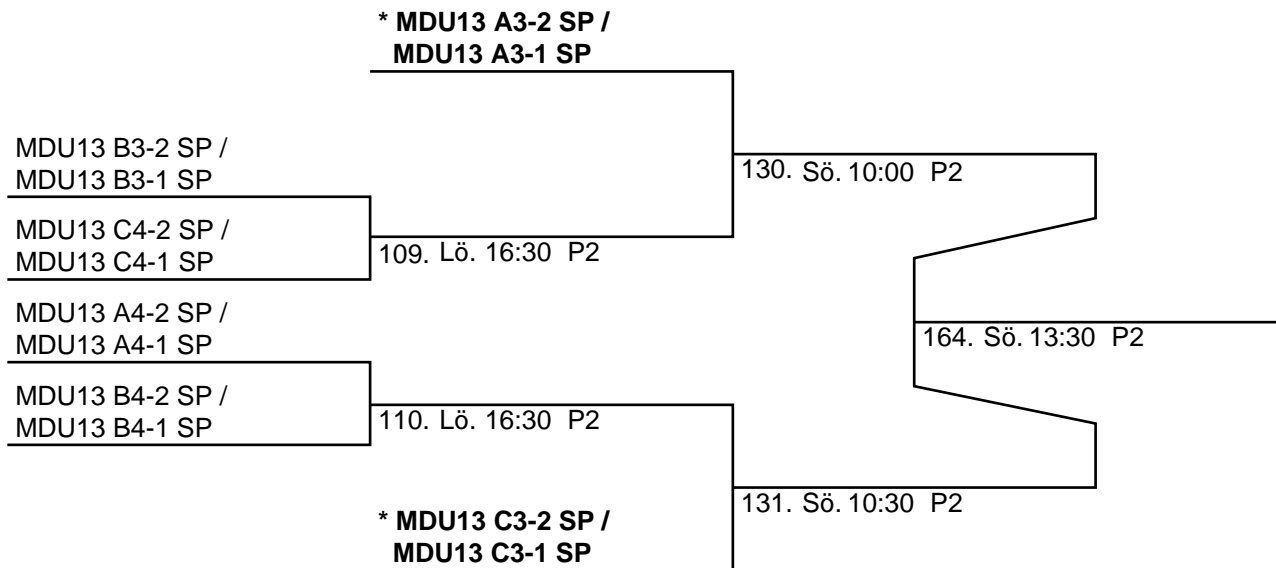 * MDU13 A3-2 SP /
MDU13 A3-1 SP
MDU13 B3-2 SP /
MDU13 B3-1 SP
130. Sö. 10:00 P2
MDU13 C4-2 SP /
MDU13 C4-1 SP
109. Lö. 16:30 P2
MDU13 A4-2 SP /
MDU13 A4-1 SP
164. Sö. 13:30 P2
MDU13 B4-2 SP /
MDU13 B4-1 SP
110. Lö. 16:30 P2
131. Sö. 10:30 P2
* MDU13 C3-2 SP /
MDU13 C3-1 SP